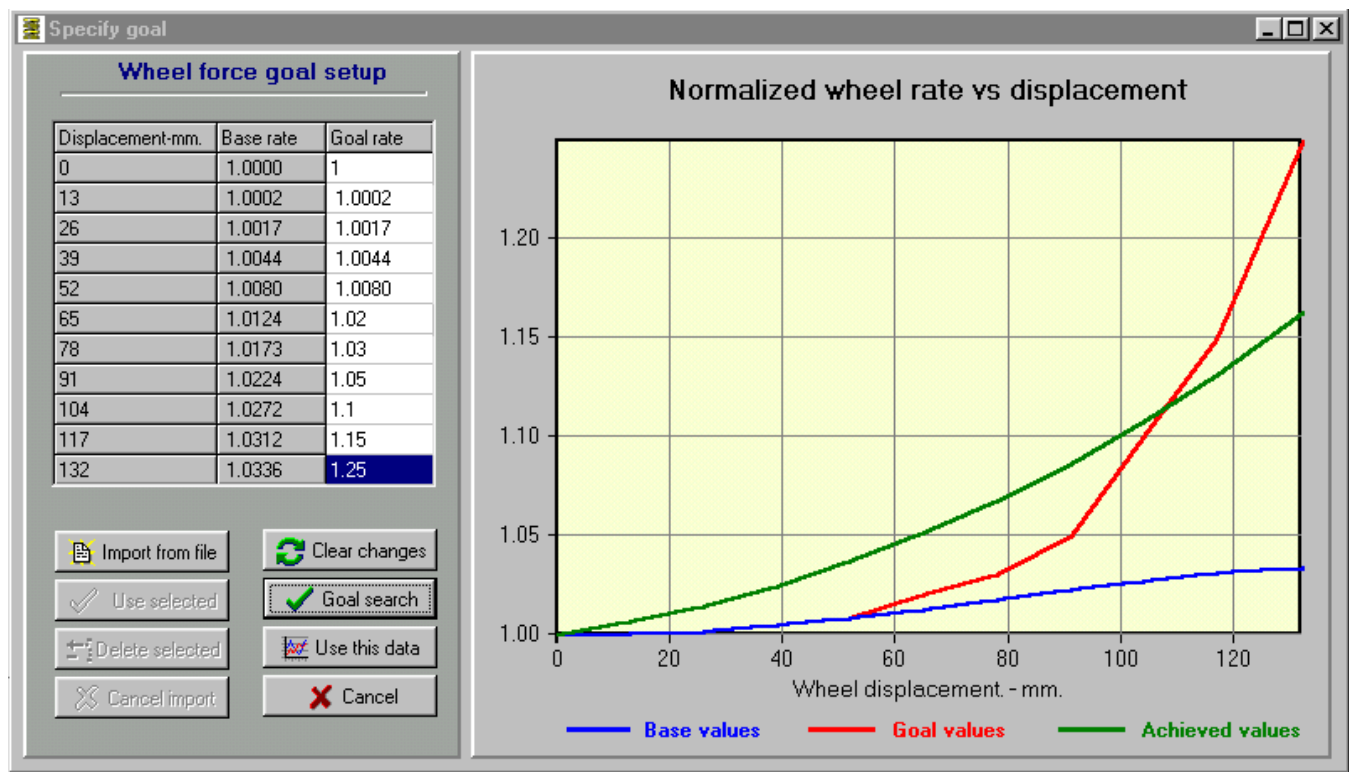 Specify goal
Wheel force goal setup
Displacement-mm. Base rate Goal rate
0 1.0000 1
13 1.0002 1.0002
26 1.0017 1.0017
39 1.0044 1.0044
52 1.0080 1.0080
65 1.0124 1.02
78 1.0173 1.03
91 1.0224 1.05
104 1.0272 1.1
117 1.0312 1.15
132 1.0336 1.25
Import from file Clear changes
Use selected Goal search
Delete selected Use this data
Cancel import Cancel
Normalized wheel rate vs displacement
1.20
1.15
1.10
1.05
1.00
0 20 40 60 80 100 120
Wheel displacement. - mm.
Base values Goal values Achieved values